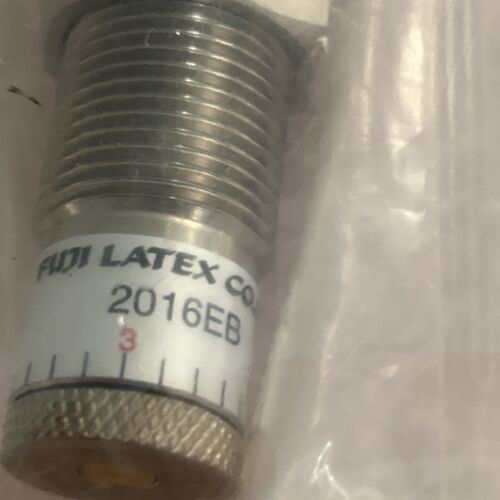 FUJI LATEX CO.
2016EB
3